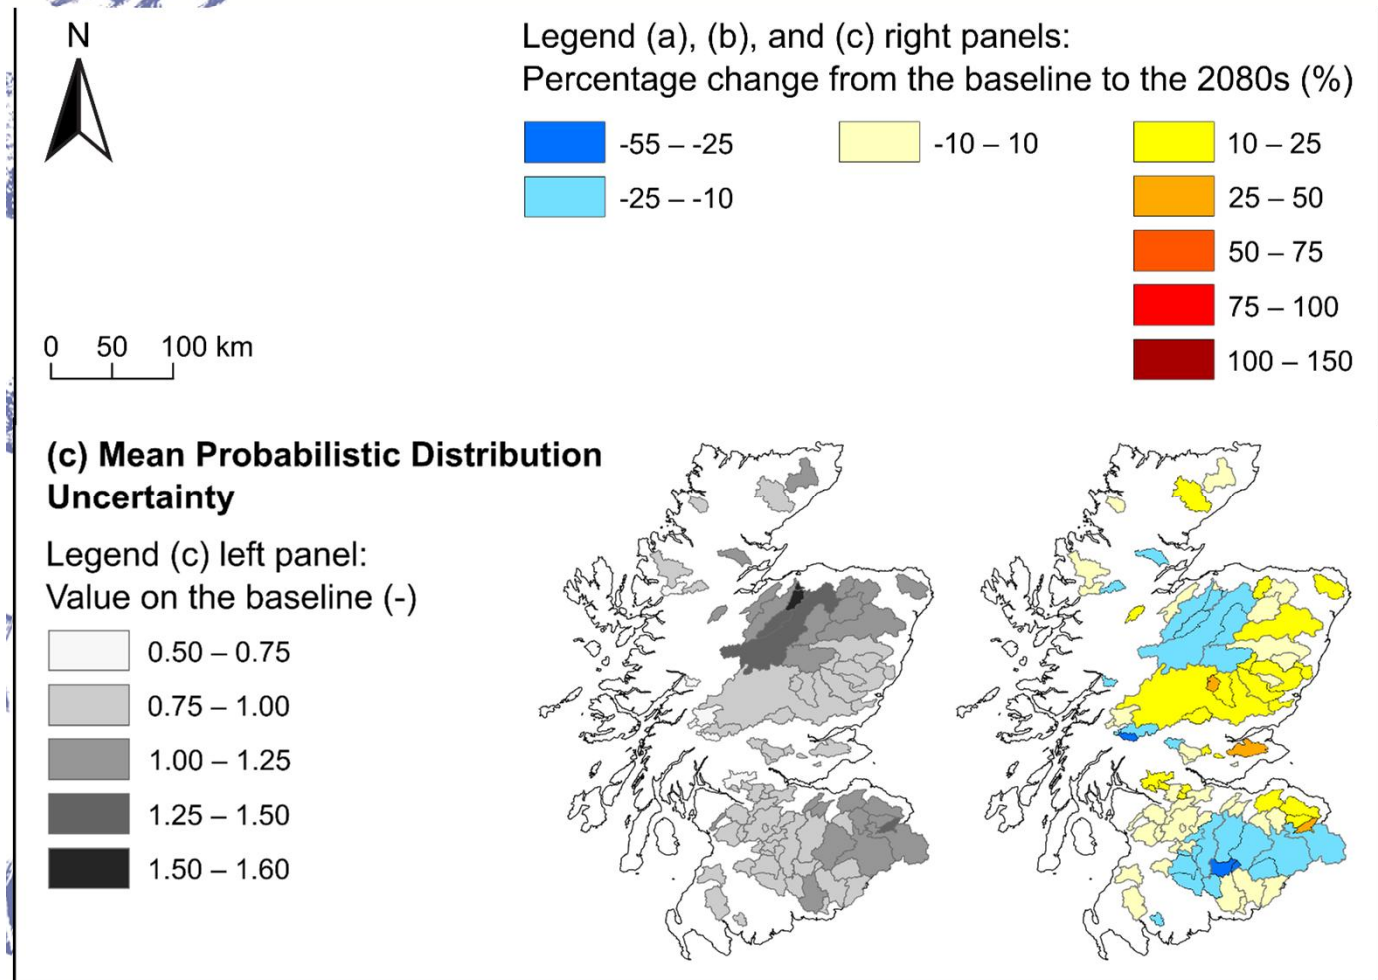 N
Legend (a), (b), and (c) right panels:
Percentage change from the baseline to the 2080s (%)
-55 – -25
-10 – 10
10 – 25
-25 – -10
25 – 50
50 – 75
75 – 100
0 50 100 km
100 – 150
(c) Mean Probabilistic Distribution
Uncertainty
Legend (c) left panel:
Value on the baseline (-)
0.50 – 0.75
0.75 – 1.00
1.00 – 1.25
1.25 – 1.50
1.50 – 1.60